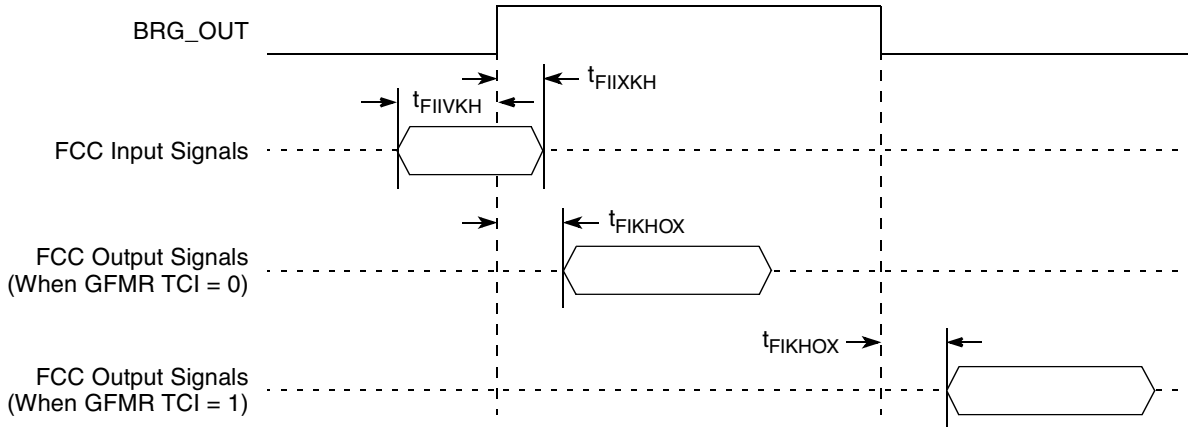 BRG_OUT
tFIIXKH
tFIIVKH
FCC Input Signals
tFIKHOX
FCC Output Signals
(When GFMR TCI = 0)
tFIKHOX
FCC Output Signals
(When GFMR TCI = 1)